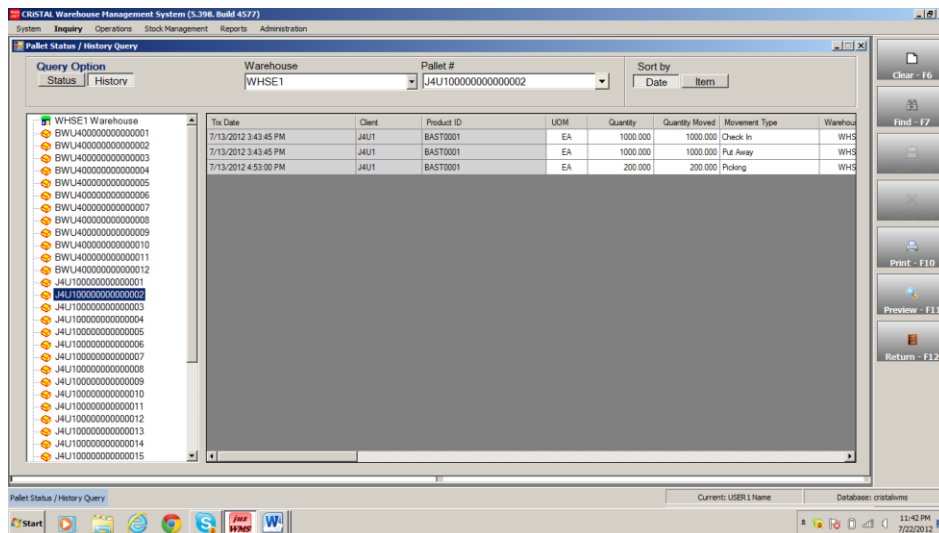 CRiSTAL Warehouse Management System (5.398. Build 4577)
System Inquiry Operations Stock Management Reports Administration
Pallet Status / History Query
Query Option Warehouse Pallet # Sort by
Status History WHSE1 J4U100000000000002 Date Item
Clear - F6
Find - F7
Print - F10
Preview - F11
Return - F12
WHSE1 Warehouse
BWU400000000000001
BWU400000000000002
BWU400000000000003
BWU400000000000004
BWU400000000000005
BWU400000000000006
BWU400000000000007
BWU400000000000008
BWU400000000000009
BWU400000000000010
BWU400000000000011
BWU400000000000012
J4U100000000000001
J4U100000000000002
J4U100000000000003
J4U100000000000004
J4U100000000000005
J4U100000000000006
J4U100000000000007
J4U100000000000008
J4U100000000000009
J4U100000000000010
J4U100000000000011
J4U100000000000012
J4U100000000000013
J4U100000000000014
J4U100000000000015
Trx Date Client Product ID UOM Quantity Quantity Moved Movement Type Warehou
7/13/2012 3:43:45 PM J4U1 BAST0001 EA 1000.000 1000.000 Check In WHS
7/13/2012 3:43:45 PM J4U1 BAST0001 EA 1000.000 1000.000 Put Away WHS
7/13/2012 4:53:00 PM J4U1 BAST0001 EA 200.000 200.000 Picking WHS
Pallet Status / History Query Current: USER1 Name Database: cristalwms
Start juz WMS W 11:42 PM
7/22/2012